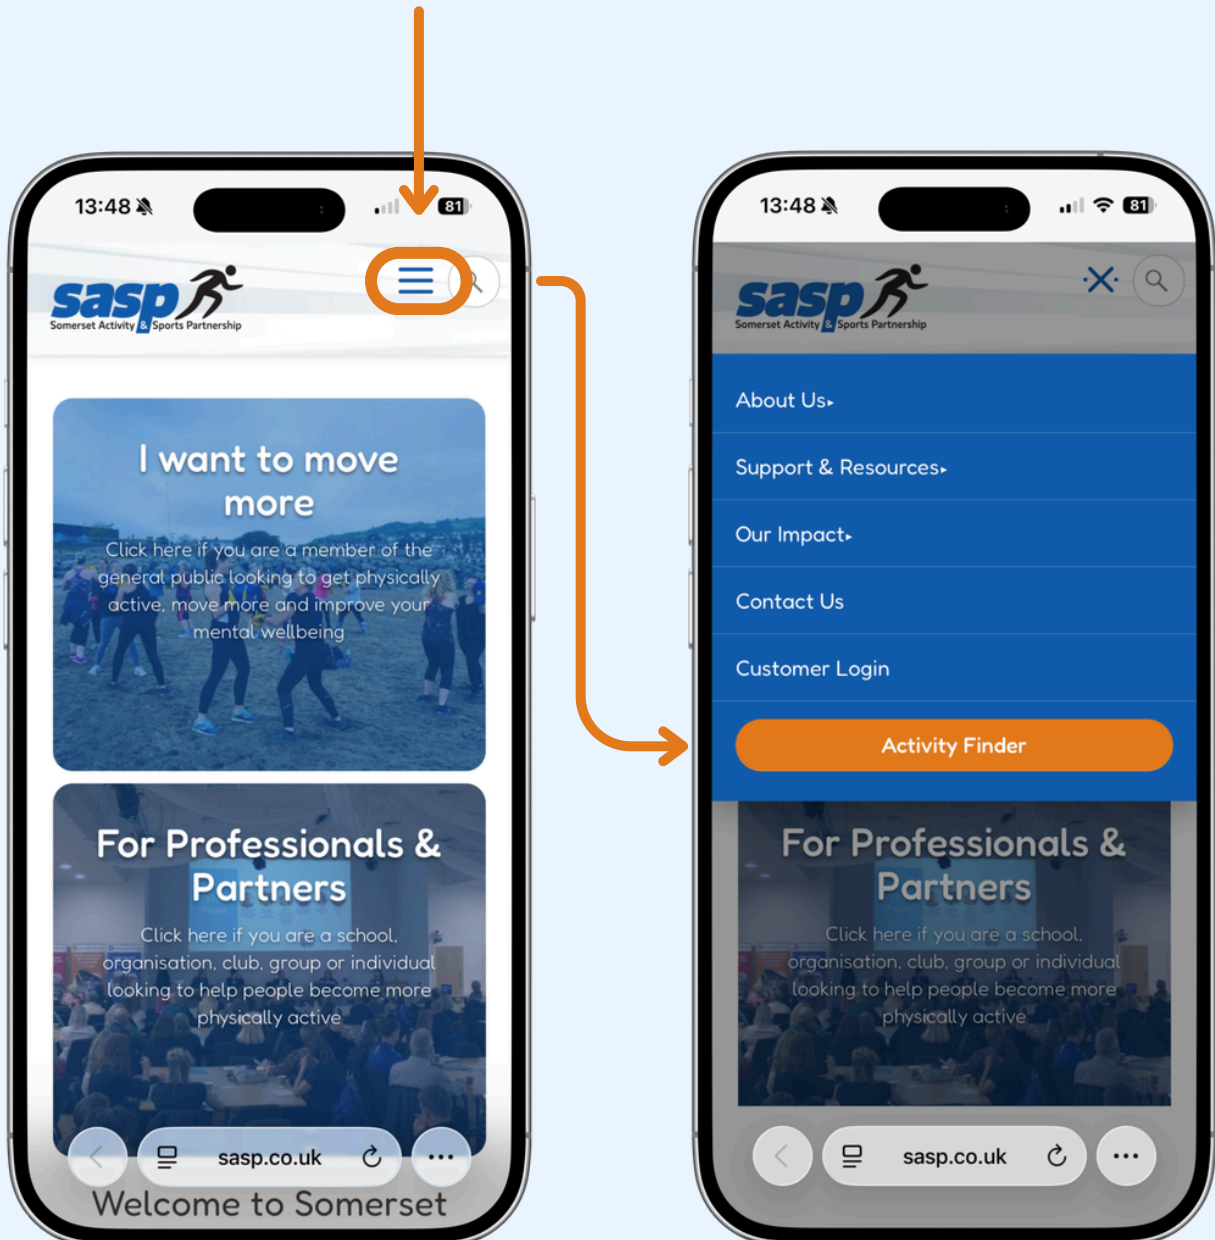 13:48
81
sasp
Somerset Activity & Sports Partnership
I want to move
more
Click here if you are a member of the
general public looking to get physically
active, move more and improve your
mental wellbeing
For Professionals &
Partners
Click here if you are a school,
organisation, club, group or individual
looking to help people become more
physically active
sasp.co.uk
Welcome to Somerset
13:48
81
sasp
Somerset Activity & Sports Partnership
About Us
Support & Resources
Our Impact
Contact Us
Customer Login
Activity Finder
For Professionals &
Partners
Click here if you are a school,
organisation, club, group or individual
looking to help people become more
physically active
sasp.co.uk